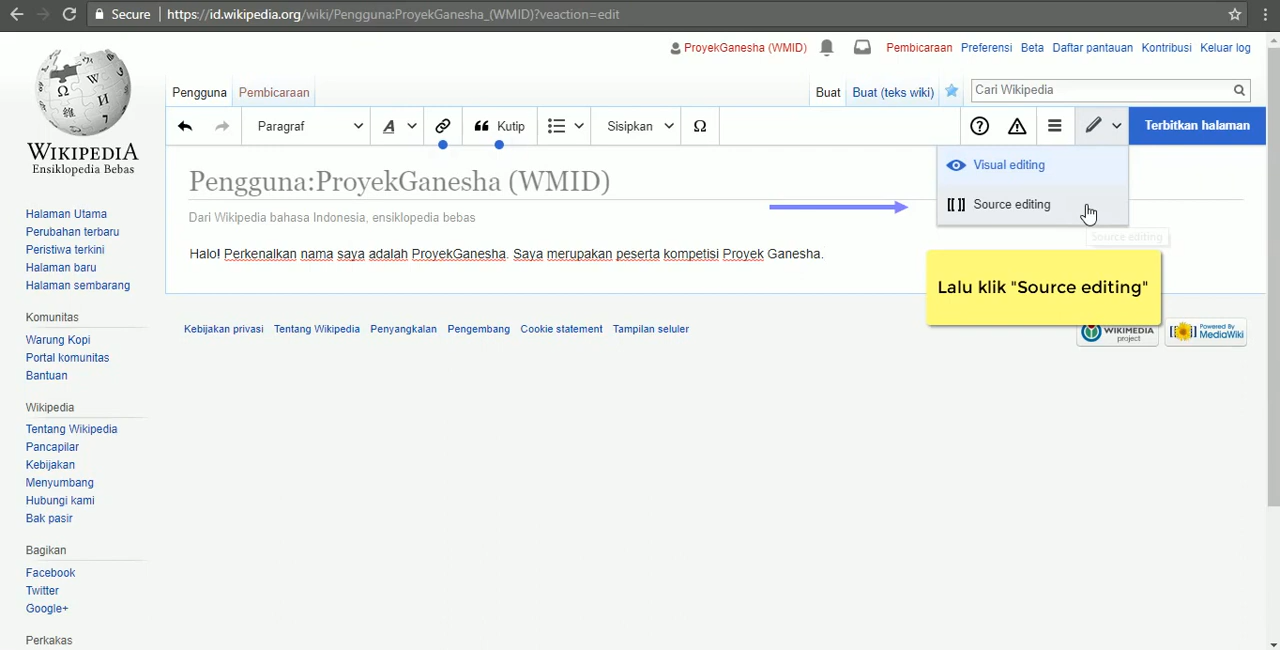 Secure https://id.wikipedia.org/wiki/Pengguna:ProyekGanesha_(WMID)?veaction=edit
ProyekGanesha (WMID) Pembicaraan Preferensi Beta Daftar pantauan Kontribusi Keluar log
Pengguna Pembicaraan Buat Buat (teks wiki) Cari Wikipedia
Paragraf A Kutip Sisipkan Ω Terbitkan halaman
WIKIPEDIA
Ensiklopedia Bebas
Visual editing
Pengguna:ProyekGanesha (WMID)
[[ ]] Source editing
Dari Wikipedia bahasa Indonesia, ensiklopedia bebas
Source editing
Halo! Perkenalkan nama saya adalah ProyekGanesha. Saya merupakan peserta kompetisi Proyek Ganesha.
Lalu klik "Source editing"
Kebijakan privasi Tentang Wikipedia Penyangkalan Pengembang Cookie statement Tampilan seluler
WIKIMEDIA
project
Powered By
MediaWiki
Halaman Utama
Perubahan terbaru
Peristiwa terkini
Halaman baru
Halaman sembarang
Komunitas
Warung Kopi
Portal komunitas
Bantuan
Wikipedia
Tentang Wikipedia
Pancapilar
Kebijakan
Menyumbang
Hubungi kami
Bak pasir
Bagikan
Facebook
Twitter
Google+
Perkakas